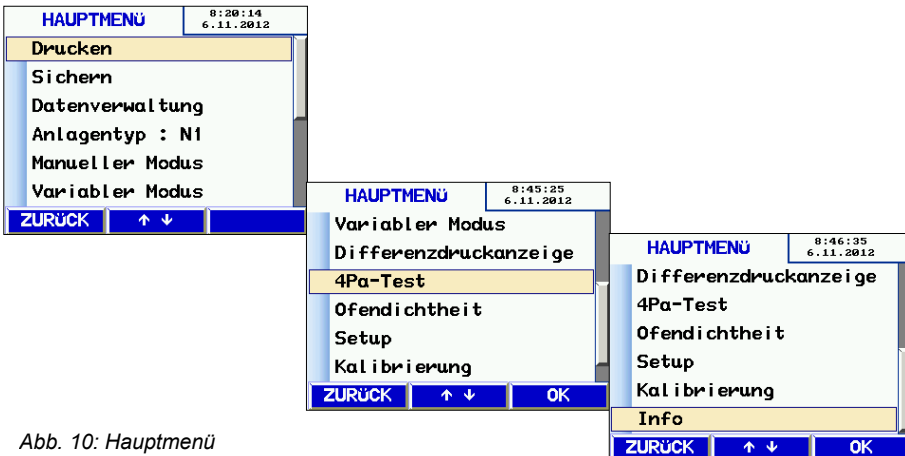 HAUPTMENÜ
8:20:14
6.11.2012
Drucken
Sichern
Datenverwaltung
Anlagentyp : N1
Manueller Modus
Variabler Modus
ZURÜCK ↑ ↓
HAUPTMENÜ
8:45:25
6.11.2012
Variabler Modus
Differenzdruckanzeige
4Pa-Test
Ofendichtheit
Setup
Kalibrierung
ZURÜCK ↑ ↓ OK
HAUPTMENÜ
8:46:35
6.11.2012
Differenzdruckanzeige
4Pa-Test
Ofendichtheit
Setup
Kalibrierung
Info
ZURÜCK ↑ ↓ OK
Abb. 10: Hauptmenü